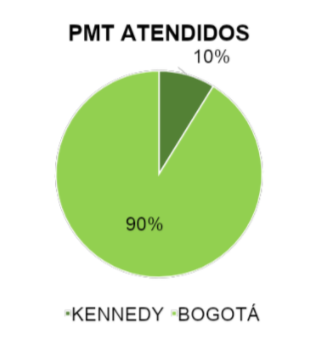 PMT ATENDIDOS
10%
90%
KENNEDY BOGOTÁ